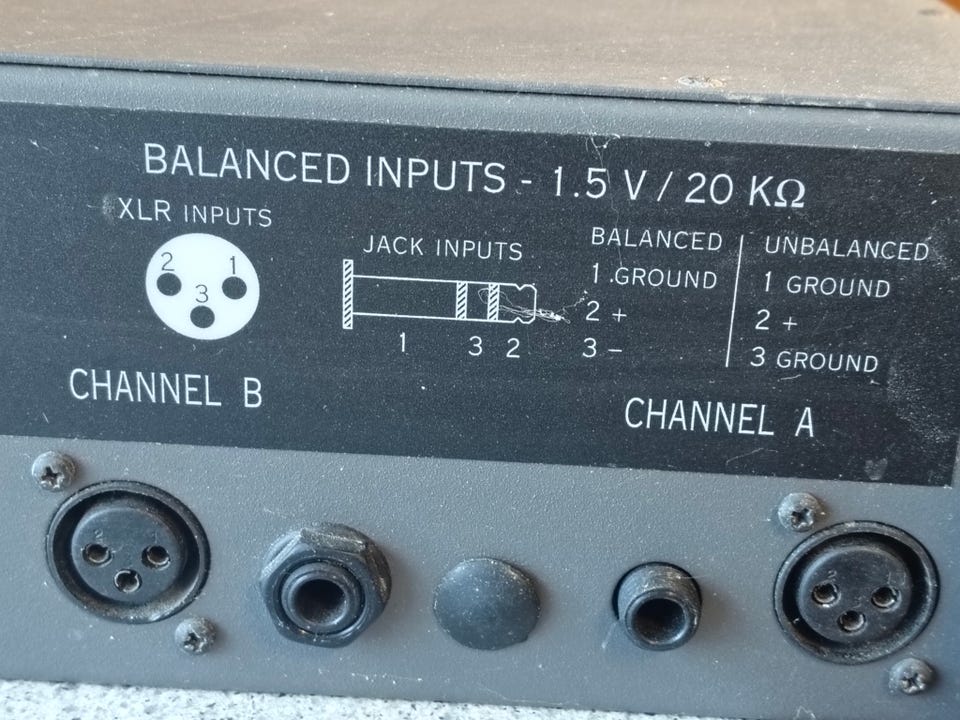 BALANCED INPUTS - 1.5 V / 20 KΩ
XLR INPUTS
2 1
3
JACK INPUTS
1 3 2
BALANCED
1 GROUND
2 +
3 –
UNBALANCED
1 GROUND
2 +
3 GROUND
CHANNEL B
CHANNEL A